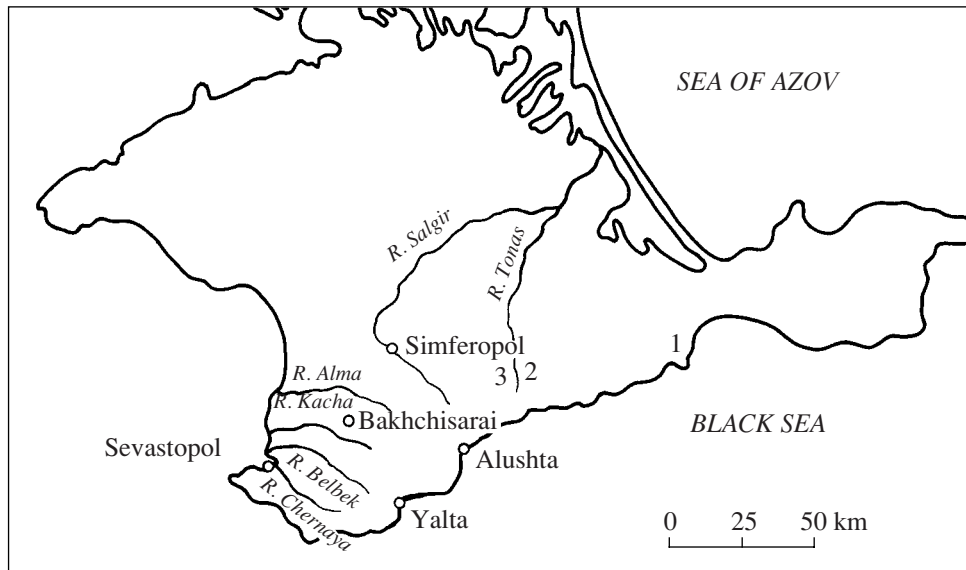 SEA OF AZOV
R. Salgir
R. Tonas
1
Simferopol
3 2
R. Alma
R. Kacha
Bakhchisarai
BLACK SEA
Sevastopol
Alushta
R. Belbek
R. Chernaya
Yalta
0 25 50 km